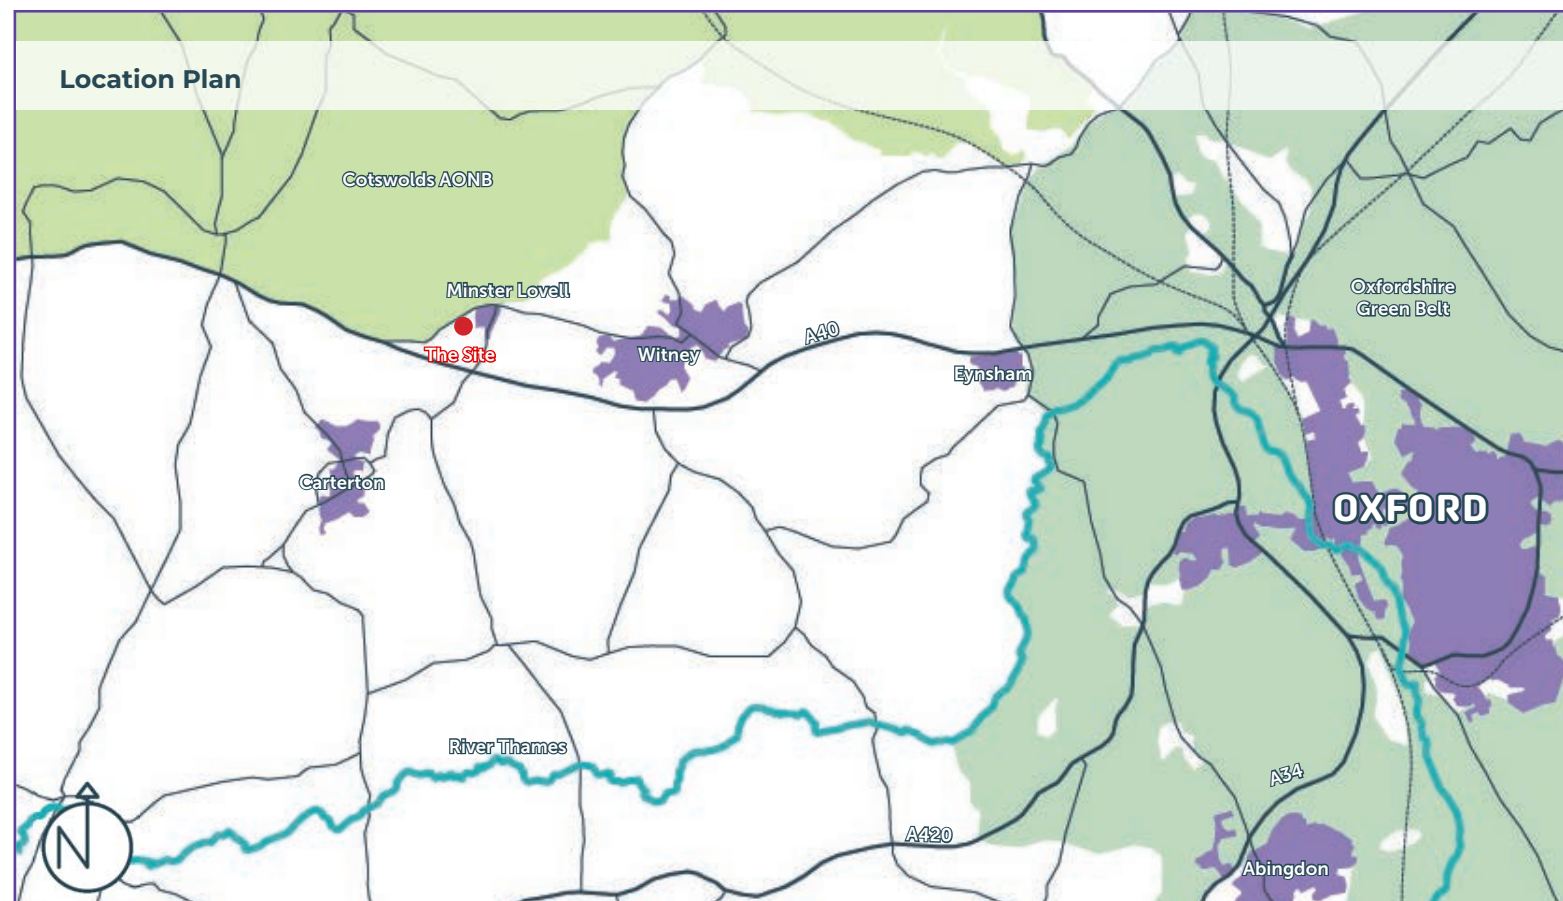 Location Plan
Cotswolds AONB
Minster Lovell
Oxfordshire
Green Belt
The Site
Witney
A40
Eynsham
Carterton
OXFORD
River Thames
A34
A420
Abingdon
N